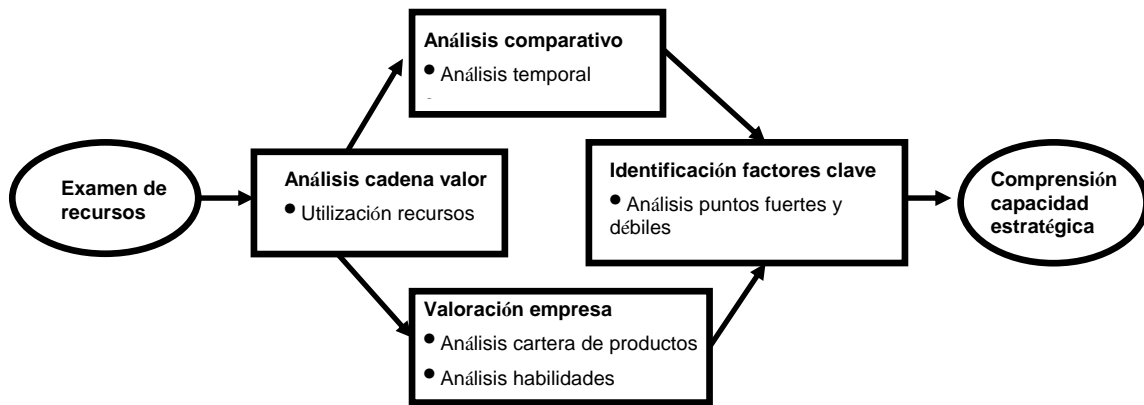 Análisis comparativo
● Análisis temporal
Examen de
recursos
Análisis cadena valor
● Utilización recursos
Valoración empresa
● Análisis cartera de productos
● Análisis habilidades
Identificación factores clave
● Análisis puntos fuertes y
débiles
Comprensión
capacidad
estratégica